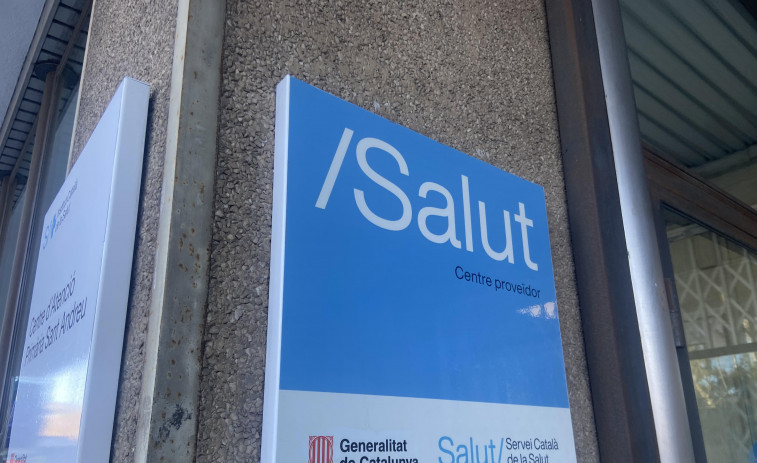 Centre d'Atenció
Primària Sant Andreu
/Salut
Centre proveïdor
Generalitat
de Catalunya
Salut/
Servei Català
de la Salut